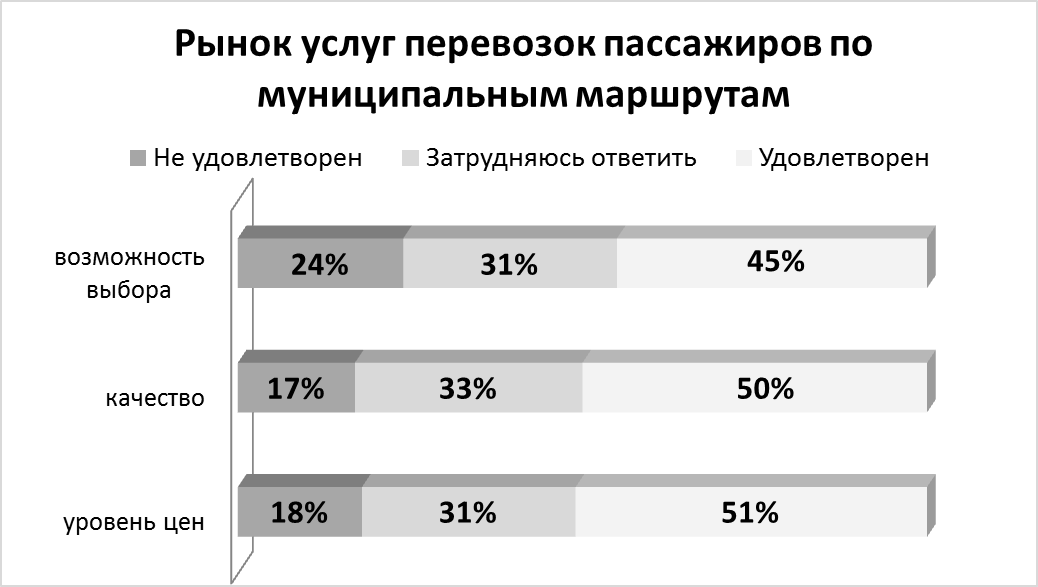 Рынок услуг перевозок пассажиров по
муниципальным маршрутам
Не удовлетворен Затрудняюсь ответить Удовлетворен
возможность
выбора
24% 31% 45%
качество
17% 33% 50%
уровень цен
18% 31% 51%